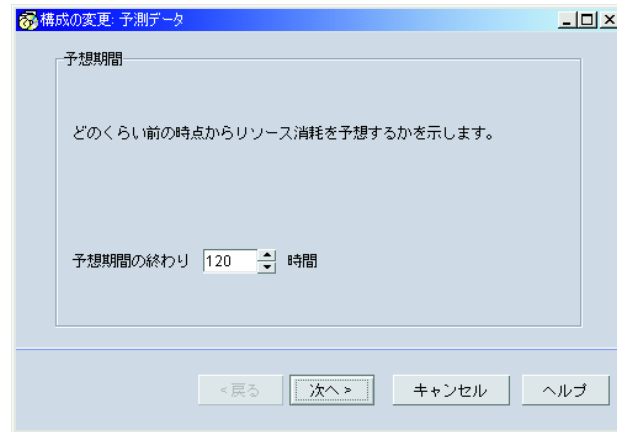 構成の変更: 予測データ
予想期間
どのくらい前の時点からリソース消耗を予想するかを示します。
予想期間の終わり 120 時間
<戻る 次へ> キャンセル ヘルプ